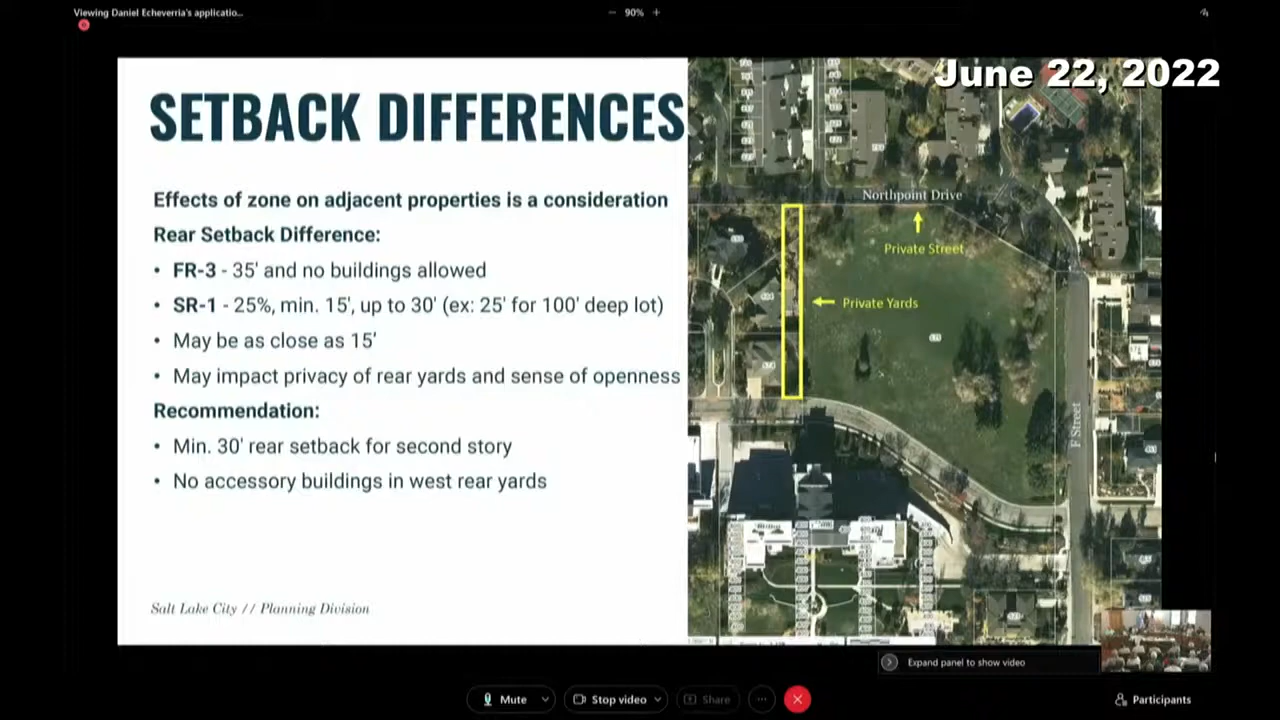 Viewing Daniel Echeverria's applicatio...
90%
June 22, 2022
SETBACK DIFFERENCES
Effects of zone on adjacent properties is a consideration
Rear Setback Difference:
• FR-3 - 35' and no buildings allowed
• SR-1 - 25%, min. 15', up to 30' (ex: 25' for 100' deep lot)
• May be as close as 15'
• May impact privacy of rear yards and sense of openness
Recommendation:
• Min. 30' rear setback for second story
• No accessory buildings in west rear yards
Salt Lake City // Planning Division
Northpoint Drive
Private Street
Private Yards
F Street
Expand panel to show video
Mute
Stop video
Share
Participants